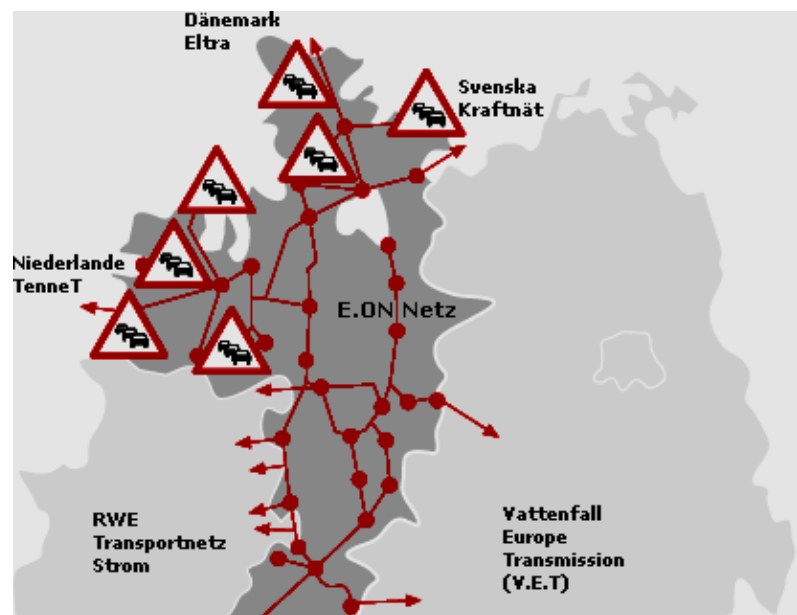 Dänemark
Eltra
Svenska
Kraftnät
Niederlande
TenneT
E.ON Netz
RWE
Transportnetz
Strom
Vattenfall
Europe
Transmission
(V.E.T)